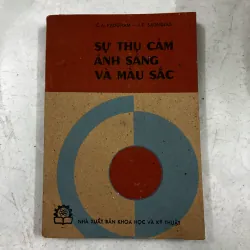 SỰ THỤ CẢM
ÁNH SÁNG
VÀ MÀU SẮC
NHÀ XUẤT BẢN KHOA HỌC VÀ KỸ THUẬT